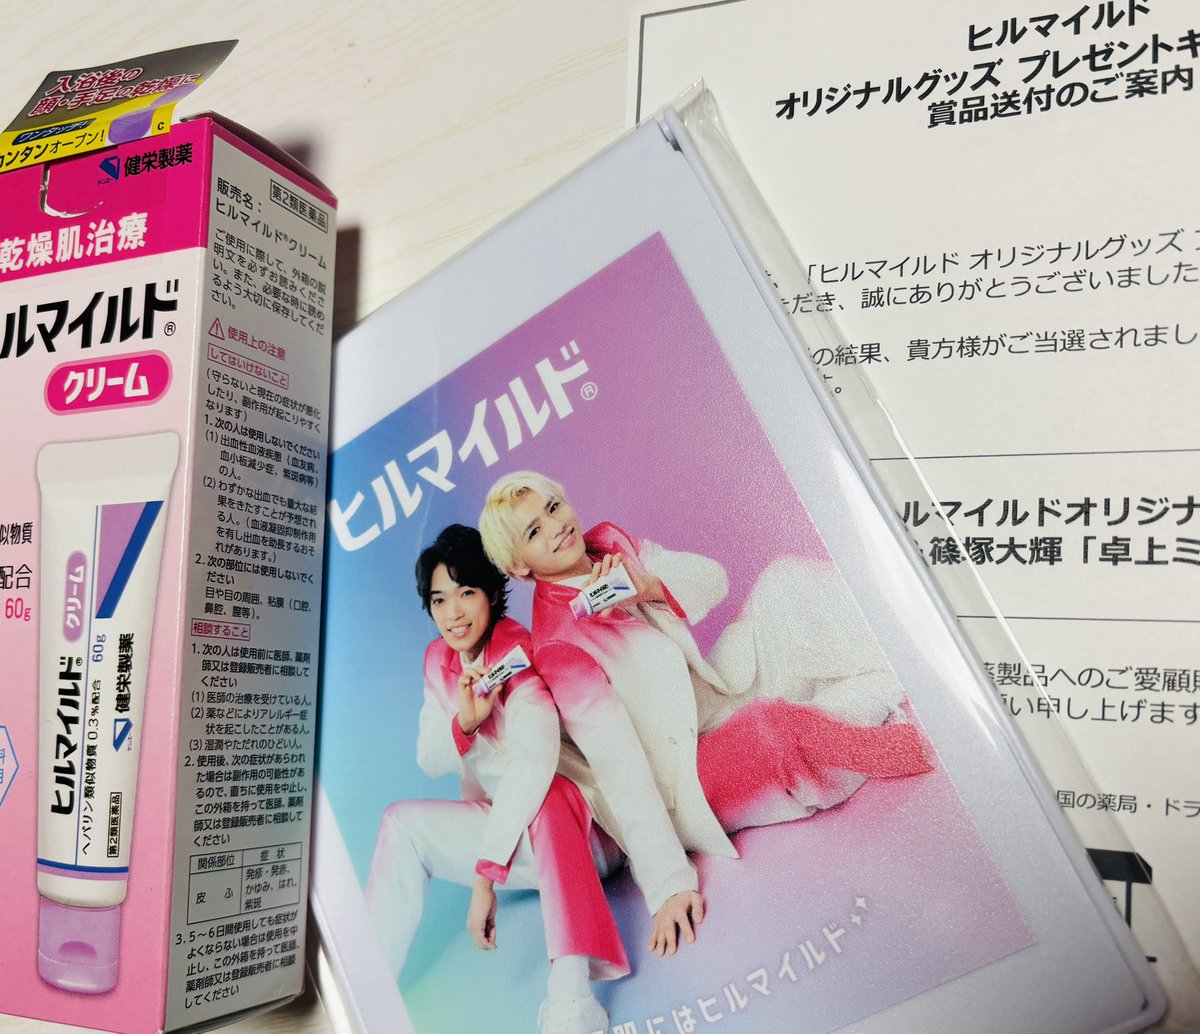 入浴後の
顔・手足の乾燥に
ワンタッチ!
カンタンオープン!
C
健栄製薬
乾燥肌治療
ルマイルド®
クリーム
似物質
配合
60g
クリーム
ヒルマイルド®
60g
ヘパリン類似物質 0.3%配合
第2類医薬品
ケンエー
健栄製薬
販売名:
第2類医薬品
ヒルマイルド®クリーム
ご使用に際して、外箱の説
明文を必ずお読みくださ
い。また、必要な時に読め
るよう大切に保存してくだ
さい。
使用上の注意
してはいけないこと
(守らないと現在の症状が悪化
したり、副作用が起こりやすく
なります)
1. 次の人は使用しないでください
(1) 出血性血液疾患(血友病、
血小板減少症、紫斑病等)
の人。
(2) わずかな出血でも重大な結
果をきたすことが予想され
る人。(血液凝固抑制作用
を有し出血を助長するおそ
れがあります。)
2. 次の部位には使用しないでく
ださい
目や目の周囲、粘膜(口腔、
鼻腔、膣等)。
相談すること
1. 次の人は使用前に医師、薬剤
師又は登録販売者に相談して
ください
(1) 医師の治療を受けている人。
(2) 薬などによりアレルギー症
状を起こしたことがある人。
(3) 湿潤やただれのひどい人。
2. 使用後、次の症状があらわれ
た場合は副作用の可能性があ
るので、直ちに使用を中止し、
この外箱を持って医師、薬剤
師又は登録販売者に相談して
ください
関係部位 症状
皮ふ 発疹・発赤、
かゆみ、はれ、
紫斑
3. 5~6日間使用しても症状が
よくならない場合は使用を中
止し、この外箱を持って医師、
薬剤師又は登録販売者に相談
してください
ヒルマイルド®
肌にはヒルマイルド
ヒルマイルド
オリジナルグッズ プレゼントキ
賞品送付のご案内
、「ヒルマイルド オリジナルグッズ
ただき、誠にありがとうございました
の結果、貴方様がご当選されまし
た。
ルマイルドオリジナ
篠塚大輝「卓上ミ
薬製品へのご愛顧
い申し上げます
国の薬局・ドラ